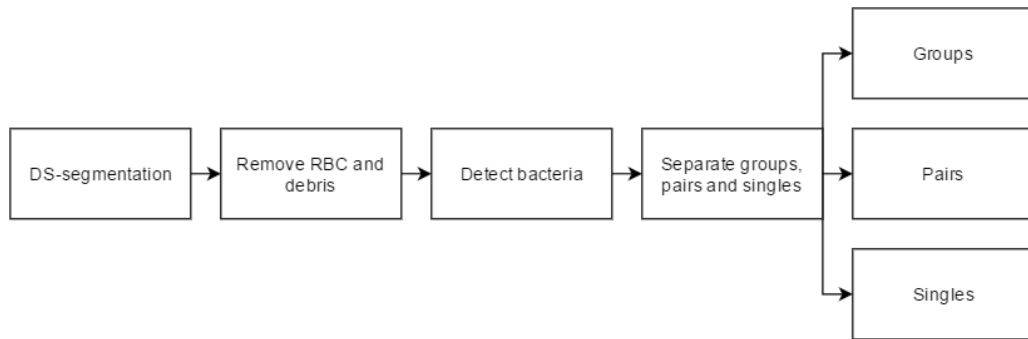 DS-segmentation
Remove RBC and
debris
Detect bacteria
Separate groups,
pairs and singles
Groups
Pairs
Singles